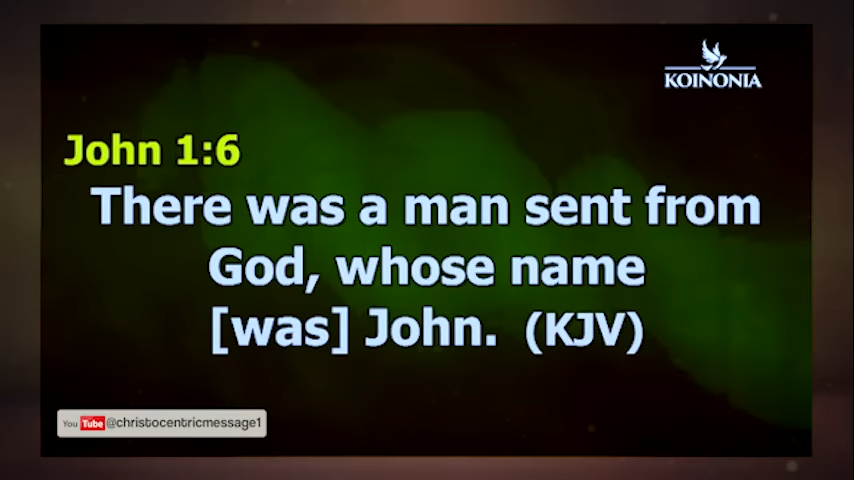 KOINONIA
John 1:6
There was a man sent from
God, whose name
[was] John. (KJV)
You Tube @christocentricmessage1